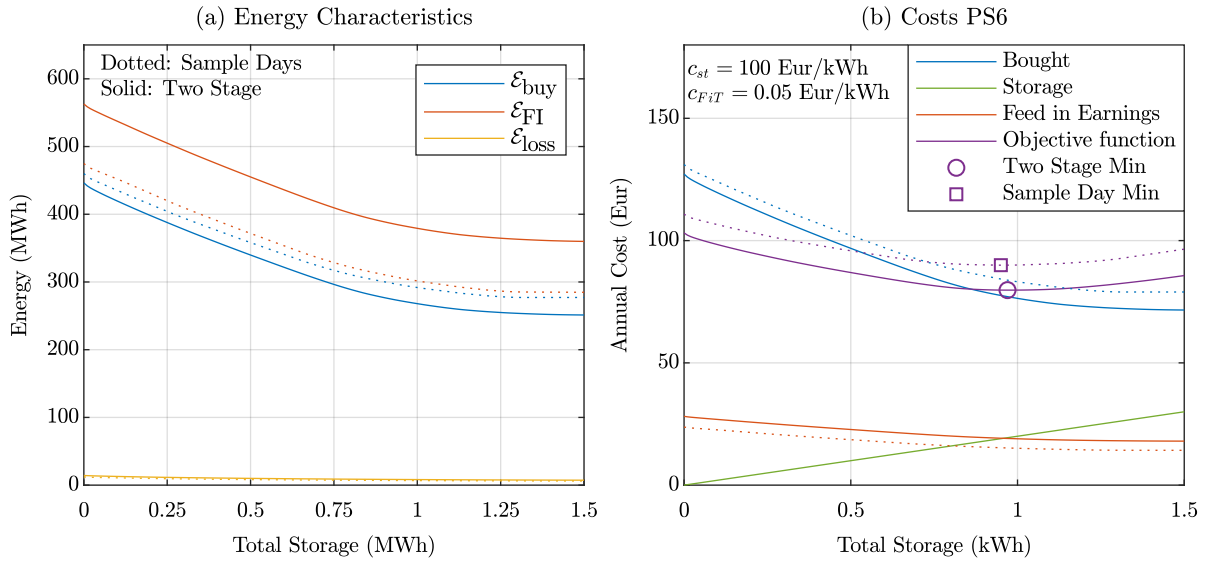 (a) Energy Characteristics
Dotted: Sample Days
Solid: Two Stage
ℰbuy
ℰFI
ℰloss
Energy (MWh)
600
500
400
300
200
100
0
0 0.25 0.5 0.75 1 1.25 1.5
Total Storage (MWh)
(b) Costs PS6
c_st = 100 Eur/kWh
c_FiT = 0.05 Eur/kWh
Bought
Storage
Feed in Earnings
Objective function
Two Stage Min
Sample Day Min
Annual Cost (Eur)
150
100
50
0
0 0.5 1 1.5
Total Storage (kWh)